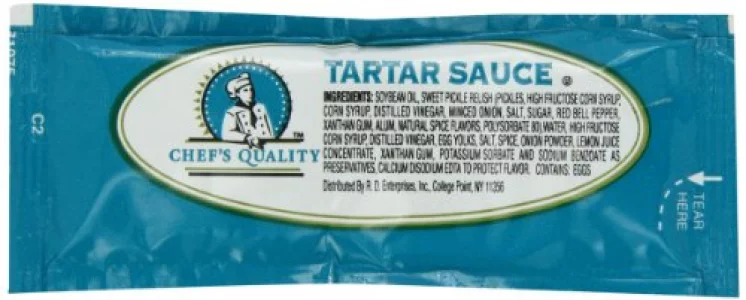 TARTAR SAUCE ®
INGREDIENTS: SOYBEAN OIL, SWEET PICKLE RELISH (PICKLES, HIGH FRUCTOSE CORN SYRUP,
CORN SYRUP, DISTILLED VINEGAR, MINCED ONION, SALT, SUGAR, RED BELL PEPPER,
XANTHAN GUM, ALUM, NATURAL SPICE FLAVORS, POLYSORBATE 80), WATER, HIGH FRUCTOSE
CORN SYRUP, DISTILLED VINEGAR, EGG YOLKS, SALT, SPICE, ONION POWDER, LEMON JUICE
CONCENTRATE, XANTHAN GUM, POTASSIUM SORBATE AND SODIUM BENZOATE AS
PRESERVATIVES, CALCIUM DISODIUM EDTA TO PROTECT FLAVOR. CONTAINS: EGGS
Distributed By R. D. Enterprises, Inc., College Point, NY 11356
CHEF'S QUALITY™
C2
TEAR
HERE